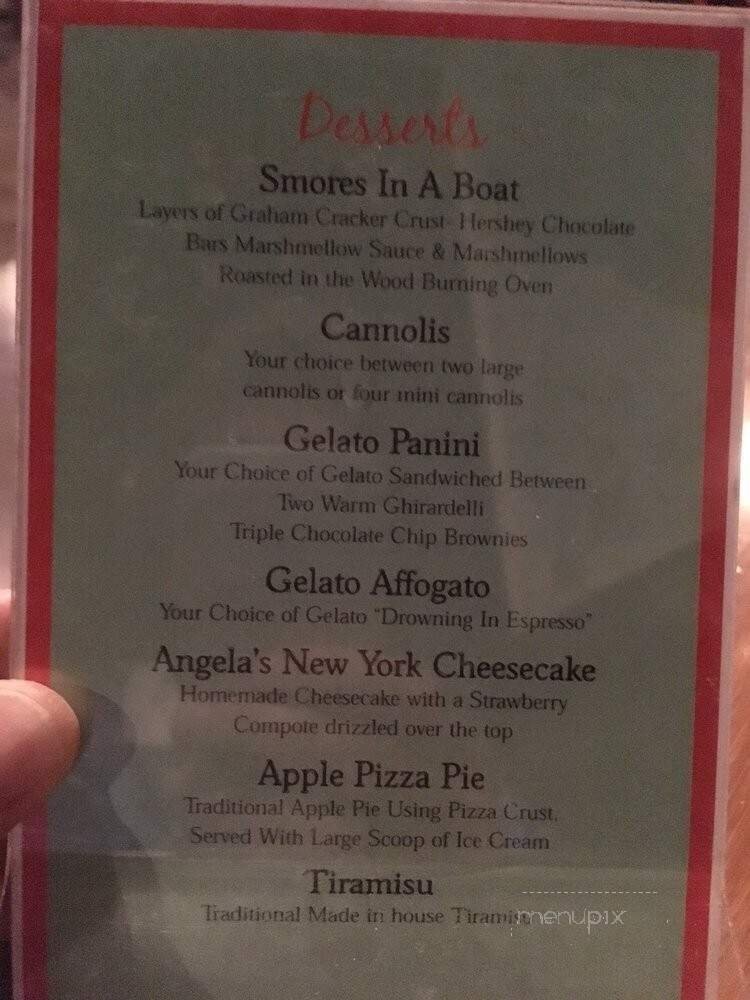 Desserts
Smores In A Boat
Layers of Graham Cracker Crust- Hershey Chocolate
Bars Marshmellow Sauce & Marshmellows
Roasted in the Wood Burning Oven
Cannolis
Your choice between two large
cannolis or four mini cannolis
Gelato Panini
Your Choice of Gelato Sandwiched Between
Two Warm Ghirardelli
Triple Chocolate Chip Brownies
Gelato Affogato
Your Choice of Gelato "Drowning In Espresso"
Angela's New York Cheesecake
Homemade Cheesecake with a Strawberry
Compote drizzled over the top
Apple Pizza Pie
Traditional Apple Pie Using Pizza Crust,
Served With Large Scoop of Ice Cream
Tiramisu
Traditional Made in house Tiramisu
menupix